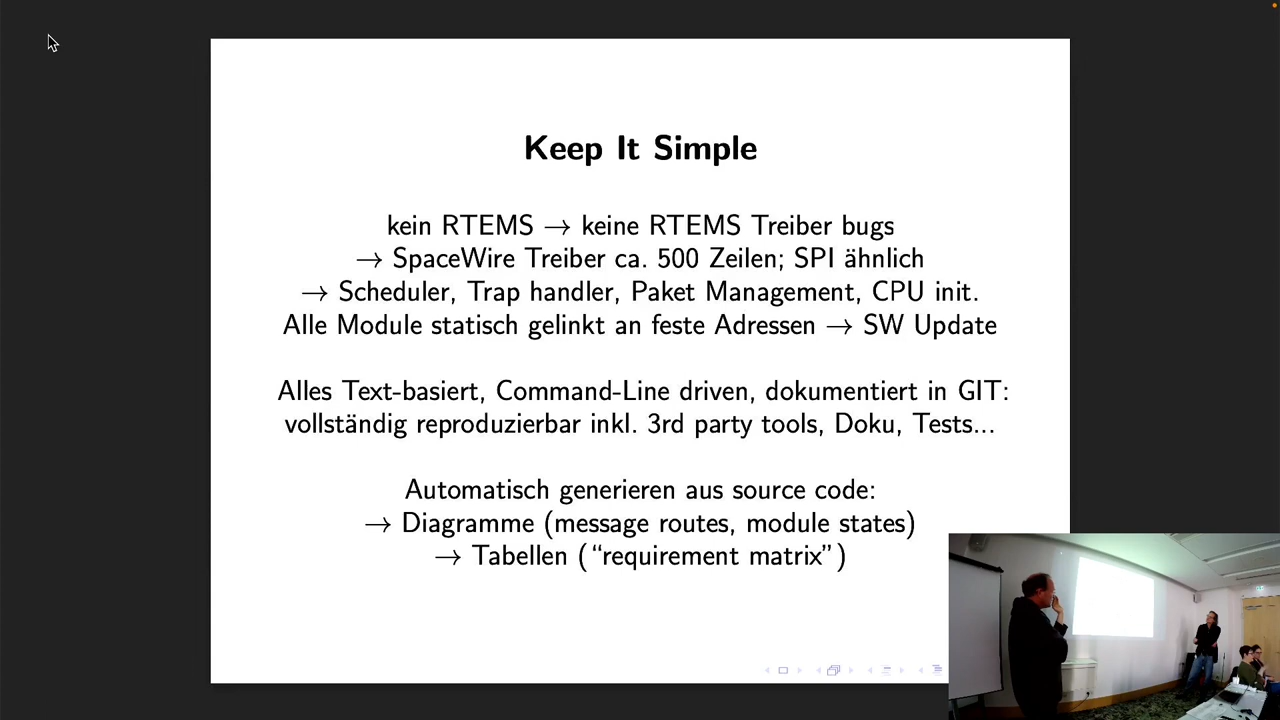 Keep It Simple
kein RTEMS → keine RTEMS Treiber bugs
→ SpaceWire Treiber ca. 500 Zeilen; SPI ähnlich
→ Scheduler, Trap handler, Paket Management, CPU init.
Alle Module statisch gelinkt an feste Adressen → SW Update
Alles Text-basiert, Command-Line driven, dokumentiert in GIT:
vollständig reproduzierbar inkl. 3rd party tools, Doku, Tests...
Automatisch generieren aus source code:
→ Diagramme (message routes, module states)
→ Tabellen (“requirement matrix”)